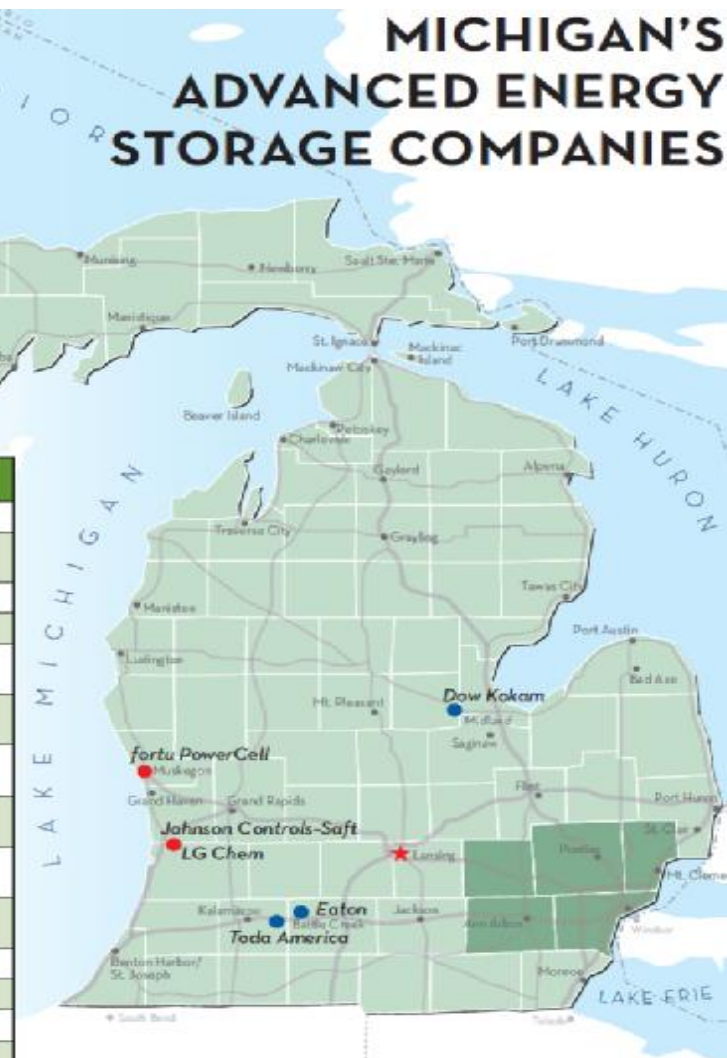 MICHIGAN'S
ADVANCED ENERGY
STORAGE COMPANIES
I O R
Munising
Newberry
Sault Ste. Marie
Manistique
St. Ignace
Mackinac
Island
Port Drummond
Mackinaw City
LAKE HURON
Beaver Island
Petoskey
Charlevoix
Gaylord
Alpena
LAKE MICHIGAN
Traverse City
Grayling
Tawas City
Manistee
Port Austin
Ludington
Bad Axe
Mt. Pleasant
Dow Kokam
Midland
Saginaw
fortu PowerCell
Muskegon
Flint
Grand Haven
Grand Rapids
Port Huron
Johnson Controls-Saft
St. Clair
LG Chem
Lansing
Pontiac
Mt. Cleme
Kalamazoo
Eaton
Battle Creek
Jackson
Ann Arbor
Windsor
Toda America
Benton Harbor/
St. Joseph
Monroe
LAKE ERIE
South Bend
Toledo